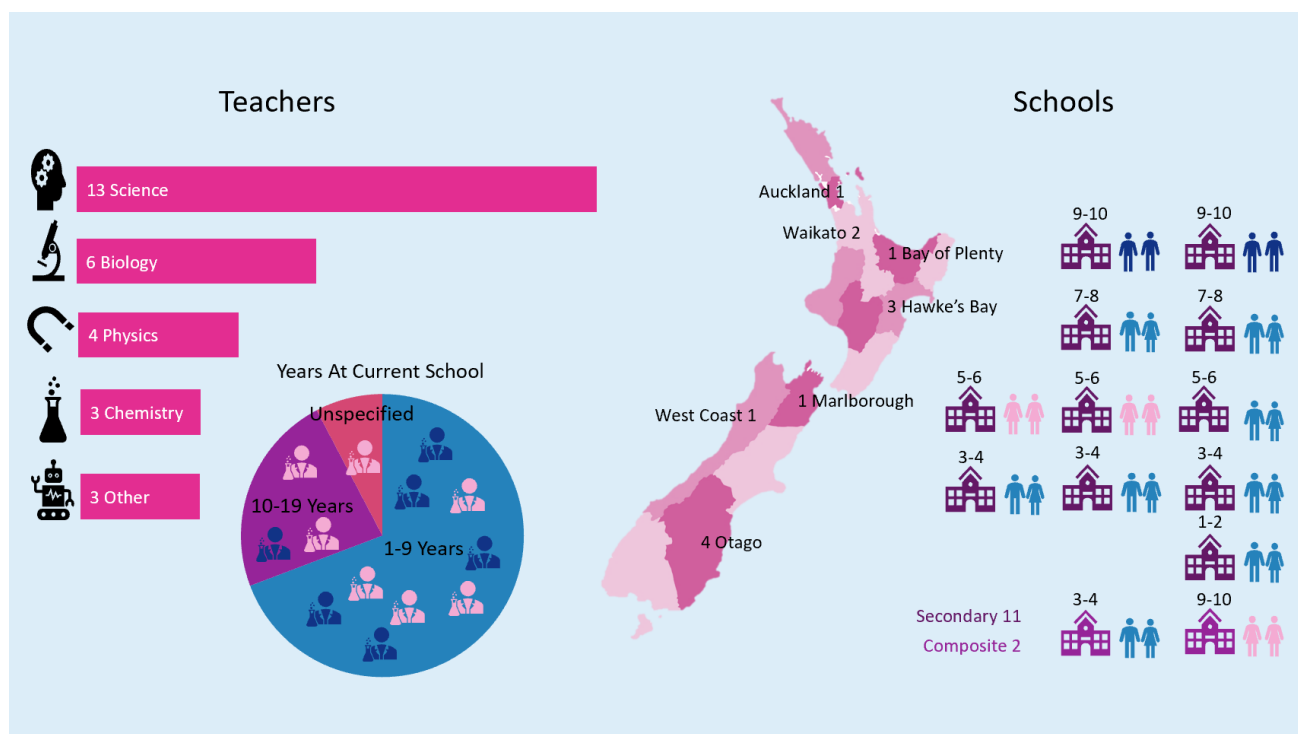 Teachers
13 Science
6 Biology
4 Physics
3 Chemistry
3 Other
Years At Current School
Unspecified
10-19 Years
1-9 Years
Auckland 1
Waikato 2
1 Bay of Plenty
3 Hawke's Bay
1 Marlborough
West Coast 1
4 Otago
Schools
9-10 9-10
7-8 7-8
5-6 5-6 5-6
3-4 3-4 3-4
1-2
3-4 9-10
Secondary 11
Composite 2